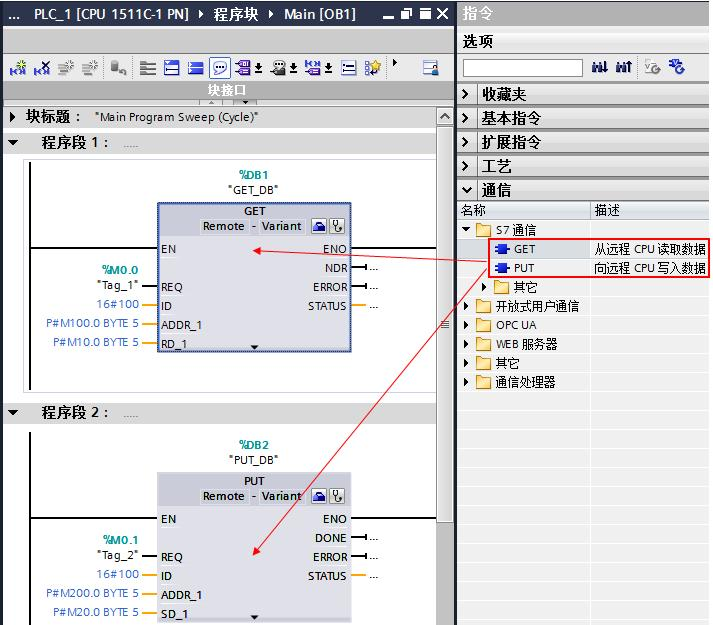 ... PLC_1 [CPU 1511C-1 PN] 程序块 Main [OB1]
块接口
块标题： "Main Program Sweep (Cycle)"
程序段 1： .....
%DB1
"GET_DB"
GET
Remote - Variant
EN ENO
%M0.0 NDR ...
"Tag_1" REQ ERROR ...
16#100 ID STATUS ...
P#M100.0 BYTE 5 ADDR_1
P#M10.0 BYTE 5 RD_1
程序段 2： .....
%DB2
"PUT_DB"
PUT
Remote - Variant
EN ENO
%M0.1 DONE ...
"Tag_2" REQ ERROR ...
16#100 ID STATUS ...
P#M200.0 BYTE 5 ADDR_1
P#M20.0 BYTE 5 SD_1
指令
选项
收藏夹
基本指令
扩展指令
工艺
通信
名称 描述
S7 通信
GET 从远程 CPU 读取数据
PUT 向远程 CPU 写入数据
其它
开放式用户通信
OPC UA
WEB 服务器
其它
通信处理器